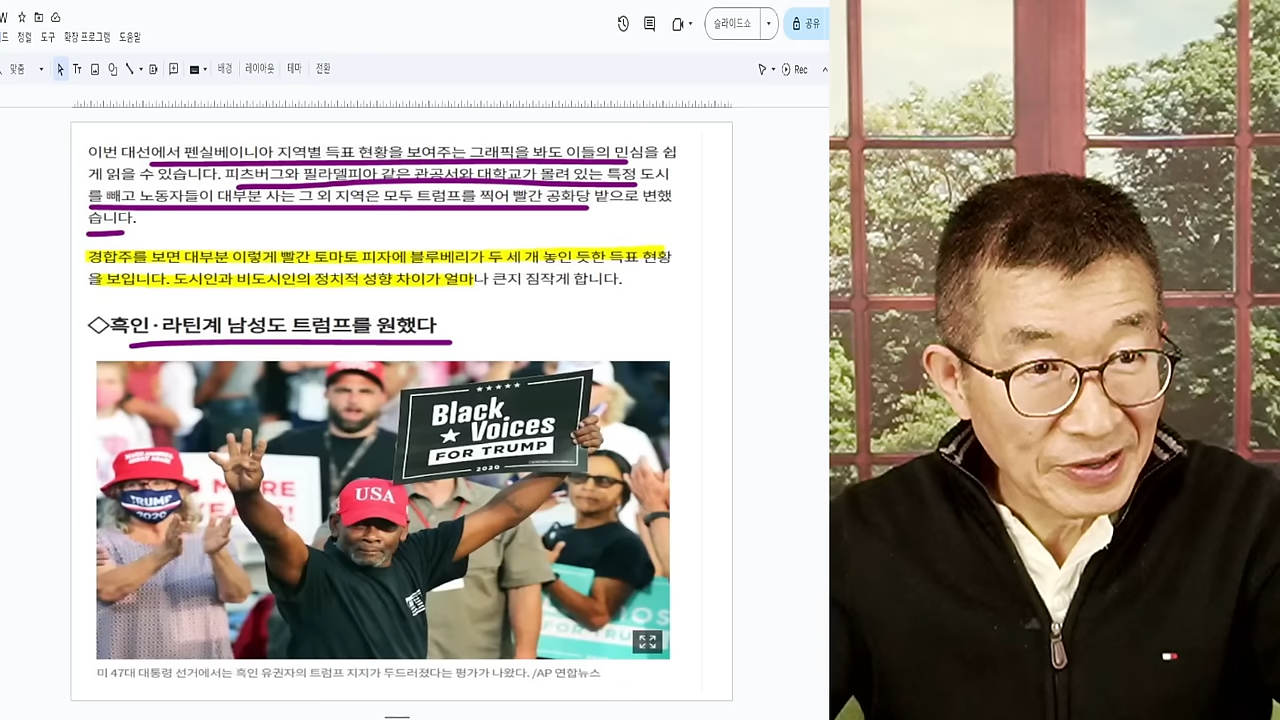 정렬 도구 확장 프로그램 도움말
슬라이드쇼
공유
맞춤
배경 레이아웃 테마 전환
Rec
이번 대선에서 펜실베이니아 지역별 득표 현황을 보여주는 그래픽을 봐도 이들의 민심을 쉽
게 읽을 수 있습니다. 피츠버그와 필라델피아 같은 관공서와 대학교가 몰려 있는 특정 도시
를 빼고 노동자들이 대부분 사는 그 외 지역은 모두 트럼프를 찍어 빨간 공화당 밭으로 변했
습니다.
경합주를 보면 대부분 이렇게 빨간 토마토 피자에 블루베리가 두 세 개 놓인 듯한 득표 현황
을 보입니다. 도시인과 비도시인의 정치적 성향 차이가 얼마나 큰지 짐작게 합니다.
◇흑인·라틴계 남성도 트럼프를 원했다
Black
Voices
FOR TRUMP
2020
USA
MORE
TRUMP
2020
FOR TRU
미 47대 대통령 선거에서는 흑인 유권자의 트럼프 지지가 두드러졌다는 평가가 나왔다. /AP 연합뉴스